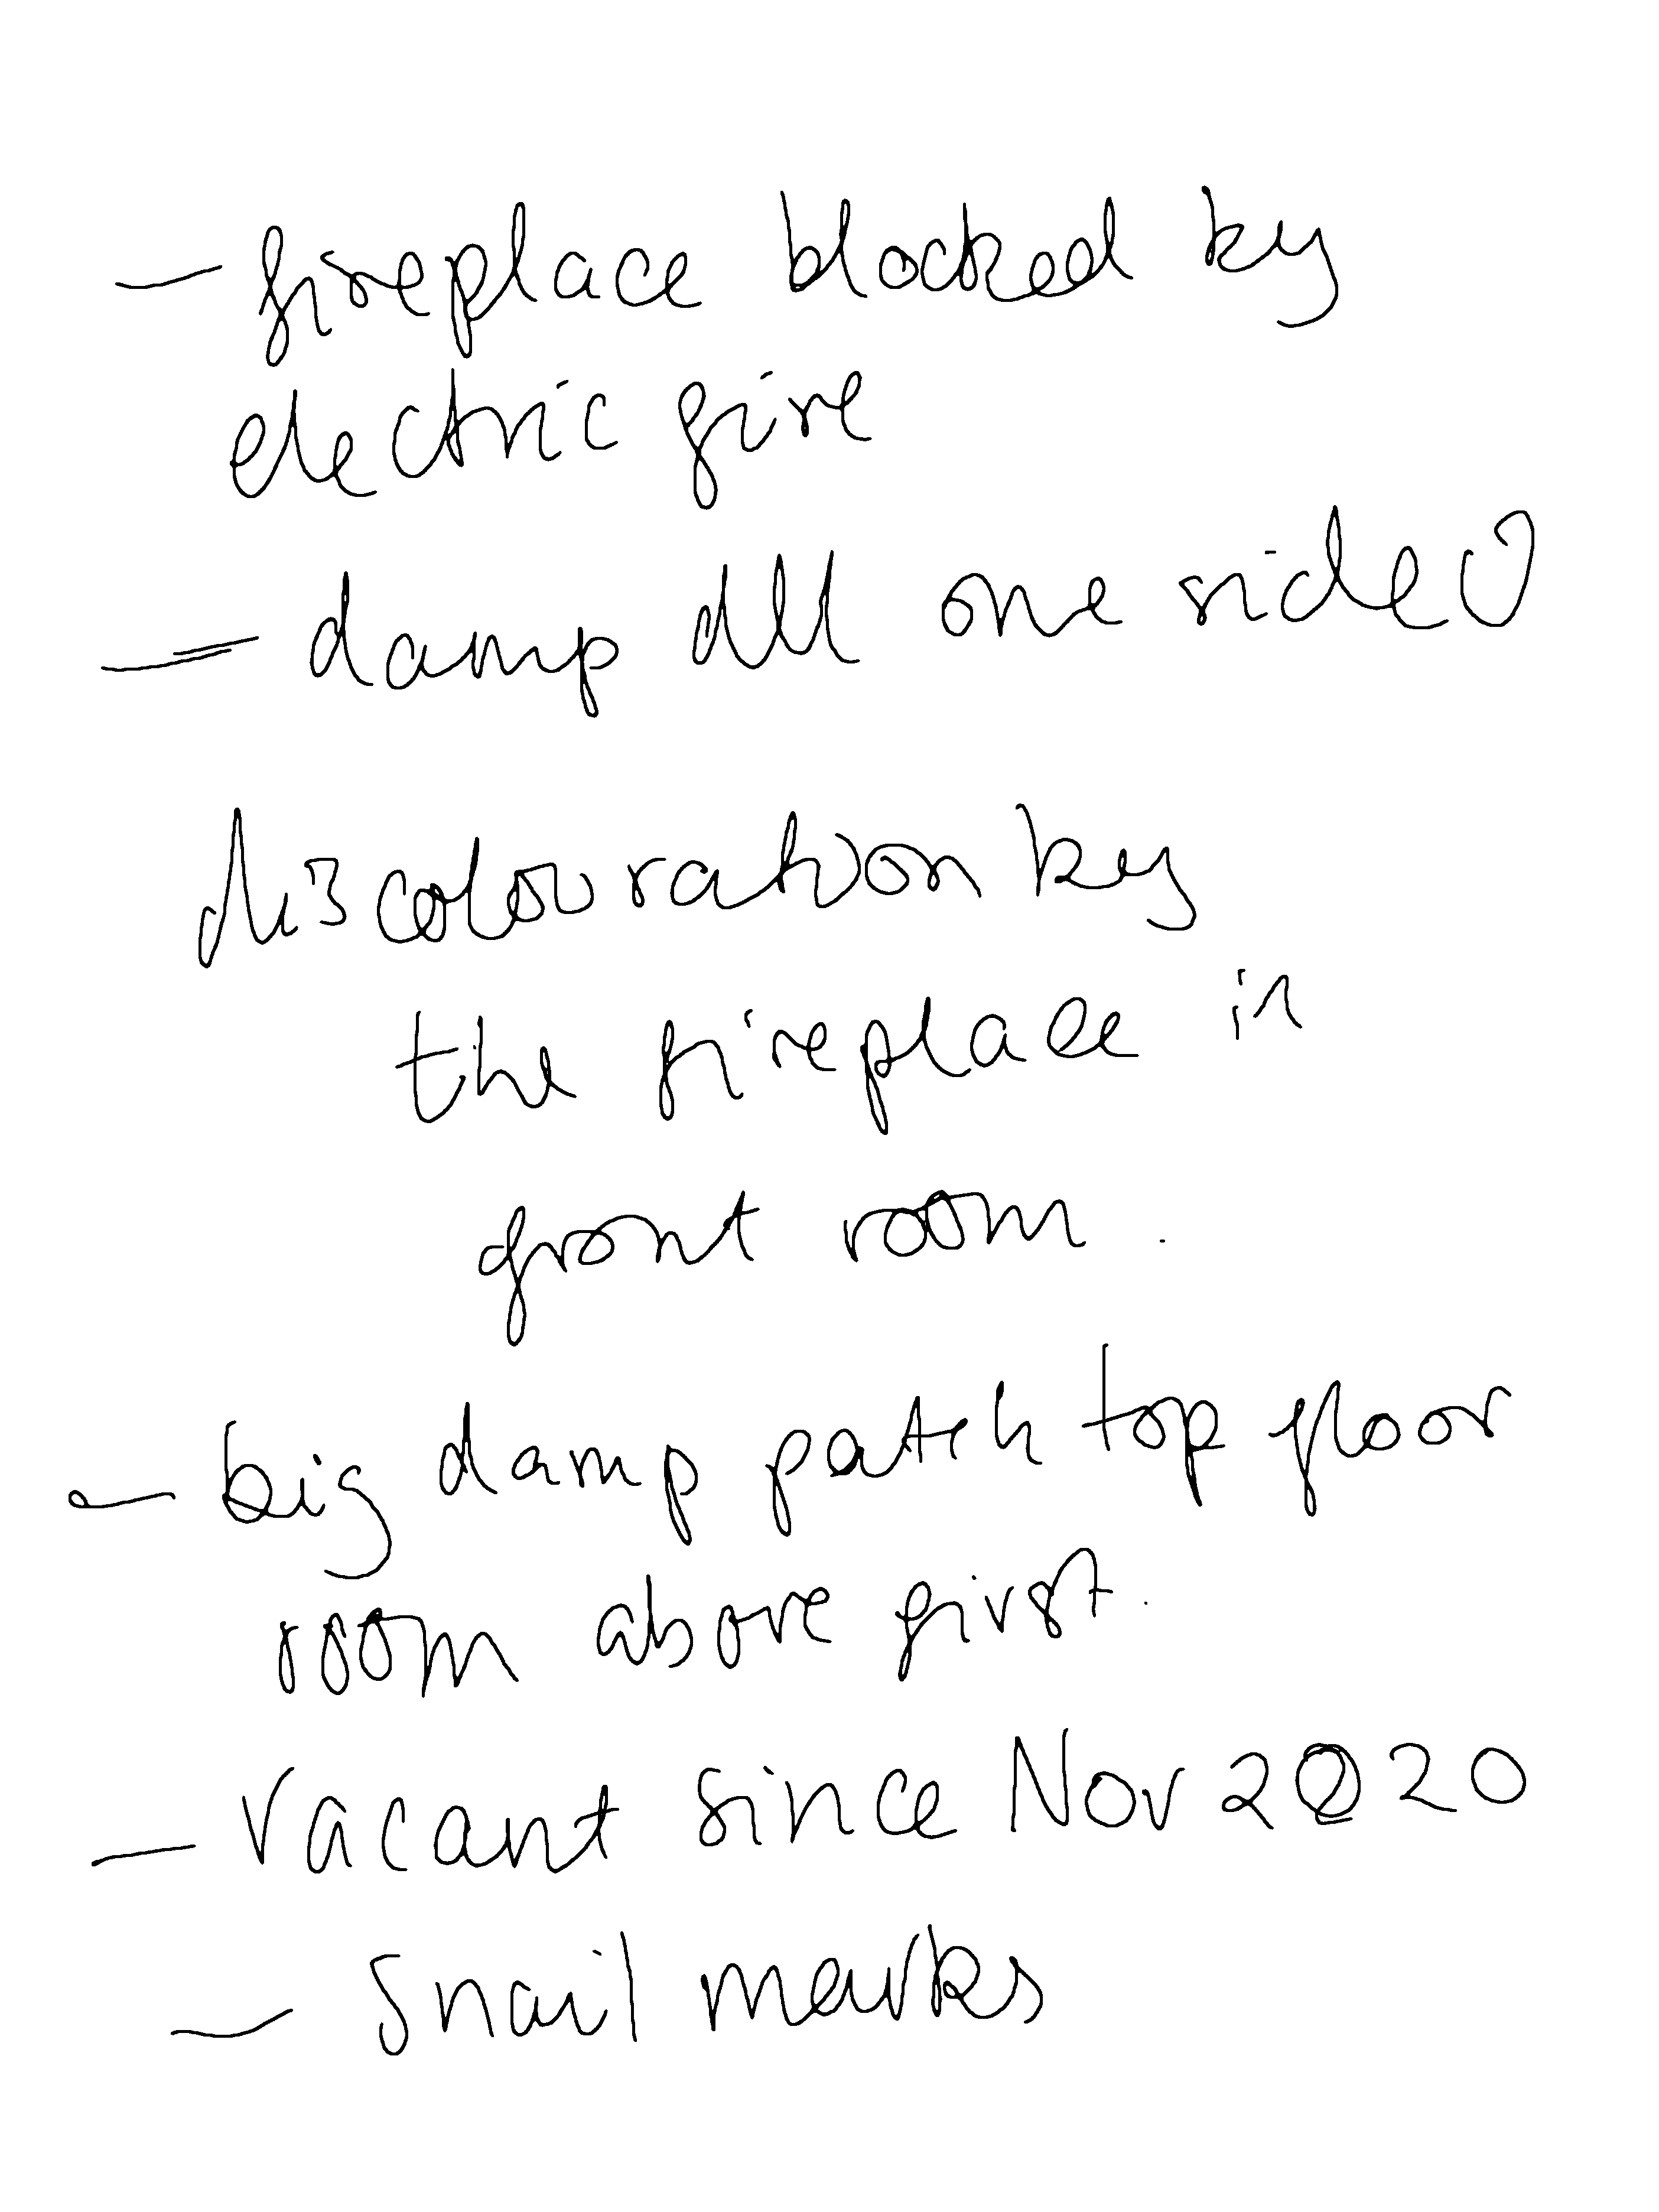 - fireplace blocked by
electric fire
- damp all one side
discolouration by
the fireplace in
front room.
- big damp patch top floor
room above first.
- Vacant since Nov 2020
- Snail marks